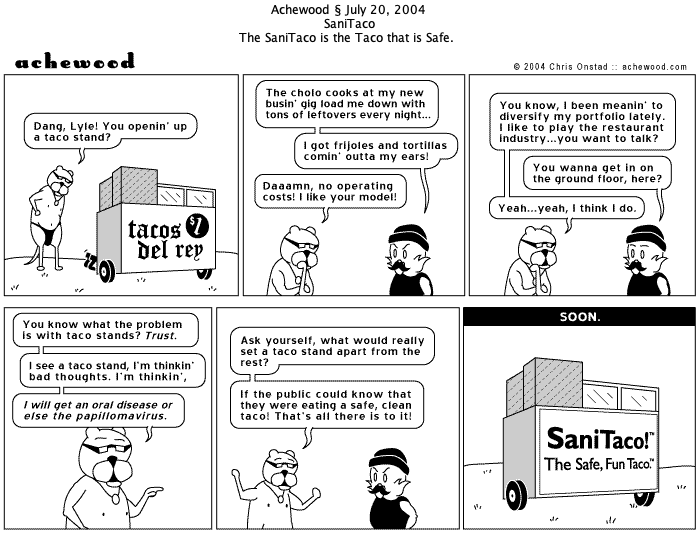 Achewood § July 20, 2004
SaniTaco
The SaniTaco is the Taco that is Safe.
achewood
© 2004 Chris Onstad :: achewood.com
Dang, Lyle! You openin' up
a taco stand?
tacos $1
del rey
The cholo cooks at my new
busin' gig load me down with
tons of leftovers every night...
I got frijoles and tortillas
comin' outta my ears!
Daaamn, no operating
costs! I like your model!
You know, I been meanin' to
diversify my portfolio lately.
I like to play the restaurant
industry...you want to talk?
You wanna get in on
the ground floor, here?
Yeah...yeah, I think I do.
You know what the problem
is with taco stands? Trust.
I see a taco stand, I'm thinkin'
bad thoughts. I'm thinkin',
I will get an oral disease or
else the papillomavirus.
Ask yourself, what would really
set a taco stand apart from the
rest?
If the public could know that
they were eating a safe, clean
taco! That's all there is to it!
SOON.
SaniTaco!™
The Safe, Fun Taco.™